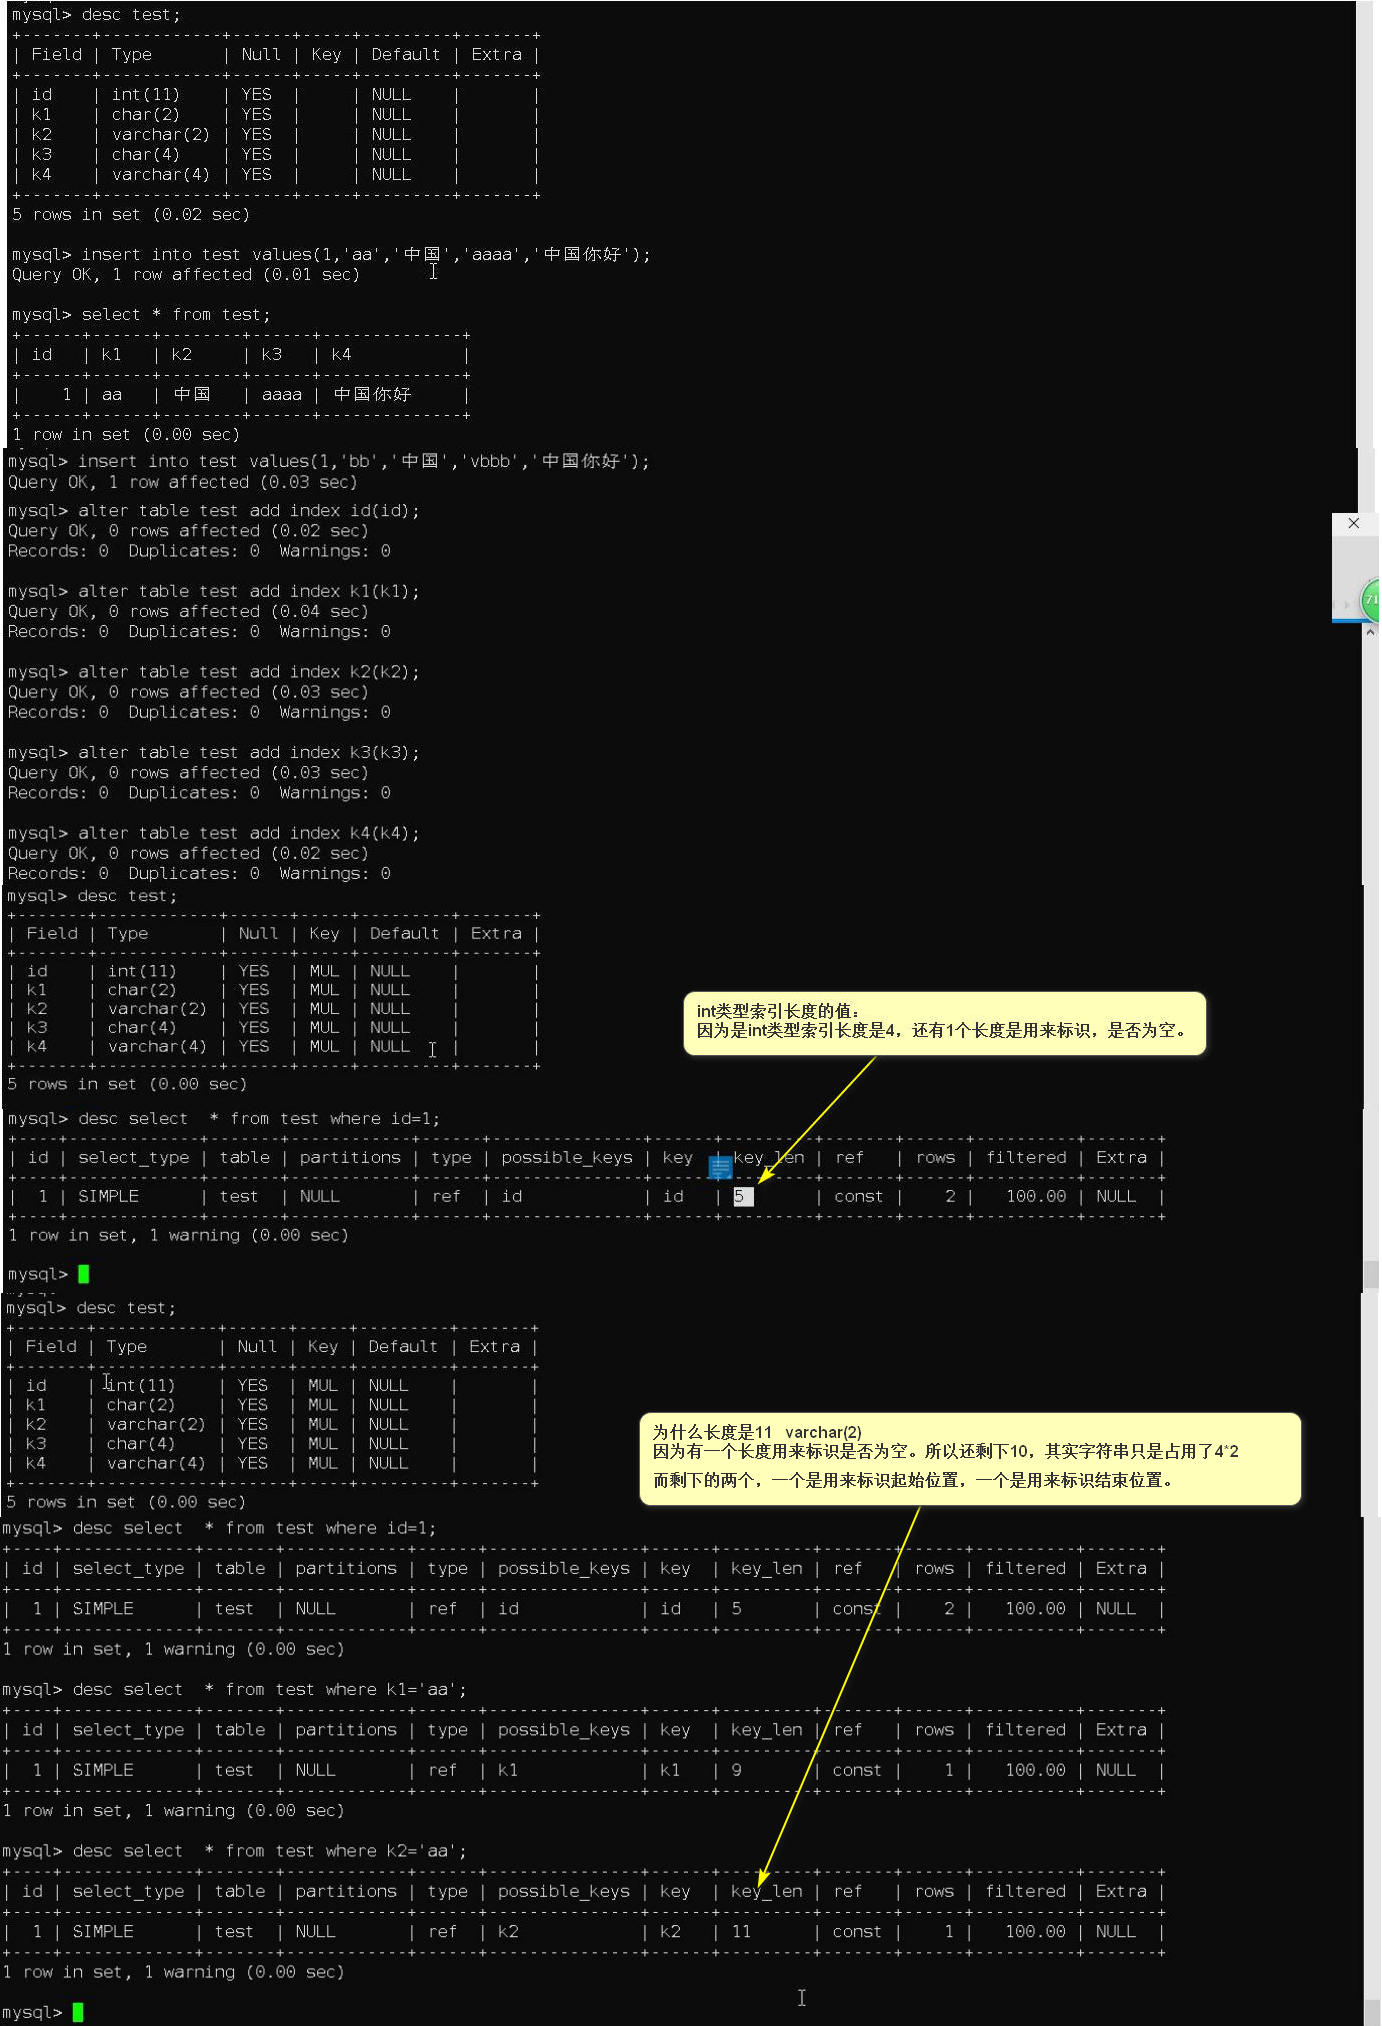 mysql> desc test;
+-------+------------+------+-----+---------+-------+
| Field | Type       | Null | Key | Default | Extra |
+-------+------------+------+-----+---------+-------+
| id    | int(11)    | YES  |     | NULL    |       |
| k1    | char(2)    | YES  |     | NULL    |       |
| k2    | varchar(2) | YES  |     | NULL    |       |
| k3    | char(4)    | YES  |     | NULL    |       |
| k4    | varchar(4) | YES  |     | NULL    |       |
+-------+------------+------+-----+---------+-------+
5 rows in set (0.02 sec)
mysql> insert into test values(1,'aa','中国','aaaa','中国你好');
Query OK, 1 row affected (0.01 sec)
mysql> select * from test;
+------+------+--------+------+--------------+
| id   | k1   | k2     | k3   | k4           |
+------+------+--------+------+--------------+
|    1 | aa   | 中国   | aaaa | 中国你好     |
+------+------+--------+------+--------------+
1 row in set (0.00 sec)
mysql> insert into test values(1,'bb','中国','vbbb','中国你好');
Query OK, 1 row affected (0.03 sec)
mysql> alter table test add index id(id);
Query OK, 0 rows affected (0.02 sec)
Records: 0  Duplicates: 0  Warnings: 0
mysql> alter table test add index k1(k1);
Query OK, 0 rows affected (0.04 sec)
Records: 0  Duplicates: 0  Warnings: 0
mysql> alter table test add index k2(k2);
Query OK, 0 rows affected (0.03 sec)
Records: 0  Duplicates: 0  Warnings: 0
mysql> alter table test add index k3(k3);
Query OK, 0 rows affected (0.03 sec)
Records: 0  Duplicates: 0  Warnings: 0
mysql> alter table test add index k4(k4);
Query OK, 0 rows affected (0.02 sec)
Records: 0  Duplicates: 0  Warnings: 0
71
mysql> desc test;
+-------+------------+------+-----+---------+-------+
| Field | Type       | Null | Key | Default | Extra |
+-------+------------+------+-----+---------+-------+
| id    | int(11)    | YES  | MUL | NULL    |       |
| k1    | char(2)    | YES  | MUL | NULL    |       |
| k2    | varchar(2) | YES  | MUL | NULL    |       |
| k3    | char(4)    | YES  | MUL | NULL    |       |
| k4    | varchar(4) | YES  | MUL | NULL    |       |
+-------+------------+------+-----+---------+-------+
5 rows in set (0.00 sec)
int类型索引长度的值：
因为是int类型索引长度是4，还有1个长度是用来标识，是否为空。
mysql> desc select  * from test where id=1;
+----+-------------+-------+------------+------+---------------+------+---------+-------+------+----------+-------+
| id | select_type | table | partitions | type | possible_keys | key  | key_len | ref   | rows | filtered | Extra |
+----+-------------+-------+------------+------+---------------+------+---------+-------+------+----------+-------+
|  1 | SIMPLE      | test  | NULL       | ref  | id            | id   | 5       | const |    2 |   100.00 | NULL  |
+----+-------------+-------+------------+------+---------------+------+---------+-------+------+----------+-------+
1 row in set, 1 warning (0.00 sec)
mysql>
mysql> desc test;
+-------+------------+------+-----+---------+-------+
| Field | Type       | Null | Key | Default | Extra |
+-------+------------+------+-----+---------+-------+
| id    | int(11)    | YES  | MUL | NULL    |       |
| k1    | char(2)    | YES  | MUL | NULL    |       |
| k2    | varchar(2) | YES  | MUL | NULL    |       |
| k3    | char(4)    | YES  | MUL | NULL    |       |
| k4    | varchar(4) | YES  | MUL | NULL    |       |
+-------+------------+------+-----+---------+-------+
5 rows in set (0.00 sec)
为什么长度是11   varchar(2)
因为有一个长度用来标识是否为空。所以还剩下10，其实字符串只是占用了4*2
而剩下的两个，一个是用来标识起始位置，一个是用来标识结束位置。
mysql> desc select  * from test where id=1;
+----+-------------+-------+------------+------+---------------+------+---------+-------+------+----------+-------+
| id | select_type | table | partitions | type | possible_keys | key  | key_len | ref   | rows | filtered | Extra |
+----+-------------+-------+------------+------+---------------+------+---------+-------+------+----------+-------+
|  1 | SIMPLE      | test  | NULL       | ref  | id            | id   | 5       | const |    2 |   100.00 | NULL  |
+----+-------------+-------+------------+------+---------------+------+---------+-------+------+----------+-------+
1 row in set, 1 warning (0.00 sec)
mysql> desc select  * from test where k1='aa';
+----+-------------+-------+------------+------+---------------+------+---------+-------+------+----------+-------+
| id | select_type | table | partitions | type | possible_keys | key  | key_len | ref   | rows | filtered | Extra |
+----+-------------+-------+------------+------+---------------+------+---------+-------+------+----------+-------+
|  1 | SIMPLE      | test  | NULL       | ref  | k1            | k1   | 9       | const |    1 |   100.00 | NULL  |
+----+-------------+-------+------------+------+---------------+------+---------+-------+------+----------+-------+
1 row in set, 1 warning (0.00 sec)
mysql> desc select  * from test where k2='aa';
+----+-------------+-------+------------+------+---------------+------+---------+-------+------+----------+-------+
| id | select_type | table | partitions | type | possible_keys | key  | key_len | ref   | rows | filtered | Extra |
+----+-------------+-------+------------+------+---------------+------+---------+-------+------+----------+-------+
|  1 | SIMPLE      | test  | NULL       | ref  | k2            | k2   | 11      | const |    1 |   100.00 | NULL  |
+----+-------------+-------+------------+------+---------------+------+---------+-------+------+----------+-------+
1 row in set, 1 warning (0.00 sec)
mysql>